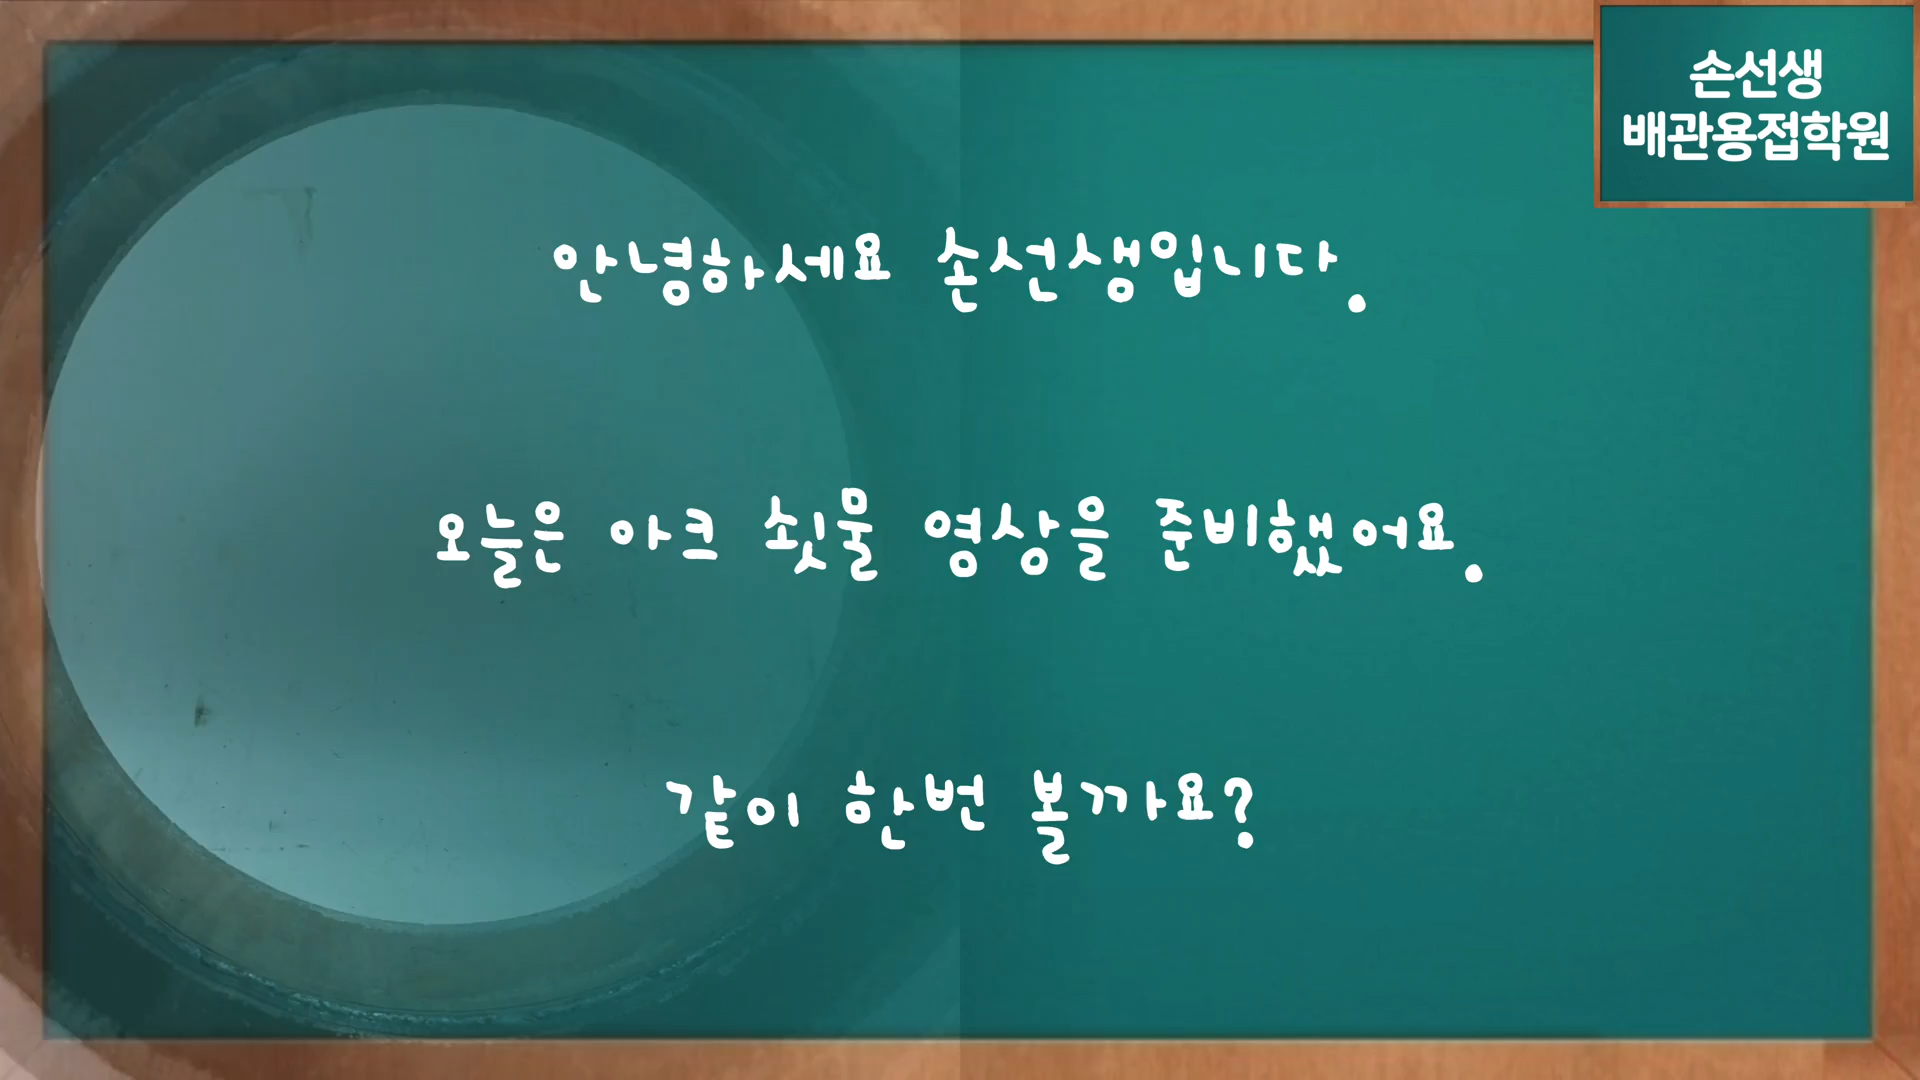 손선생
배관용접학원
안녕하세요 손선생입니다.
오늘은 아크 쇳물 영상을 준비했어요.
같이 한번 볼까요?